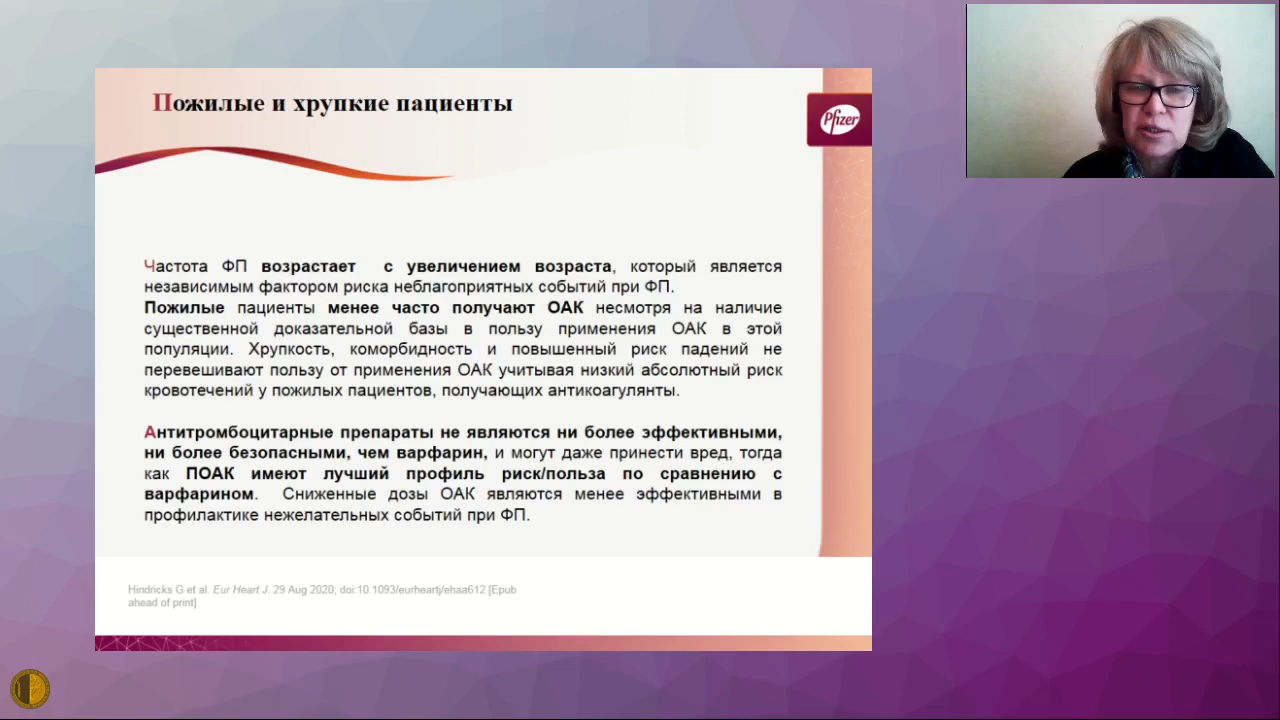 Пожилые и хрупкие пациенты
Pfizer
Частота ФП возрастает с увеличением возраста, который является
независимым фактором риска неблагоприятных событий при ФП.
Пожилые пациенты менее часто получают ОАК несмотря на наличие
существенной доказательной базы в пользу применения ОАК в этой
популяции. Хрупкость, коморбидность и повышенный риск падений не
перевешивают пользу от применения ОАК учитывая низкий абсолютный риск
кровотечений у пожилых пациентов, получающих антикоагулянты.
Антитромбоцитарные препараты не являются ни более эффективными,
ни более безопасными, чем варфарин, и могут даже принести вред, тогда
как ПОАК имеют лучший профиль риск/польза по сравнению с
варфарином. Сниженные дозы ОАК являются менее эффективными в
профилактике нежелательных событий при ФП.
Hindricks G et al. Eur Heart J. 29 Aug 2020; doi:10.1093/eurheartj/ehaa612 [Epub
ahead of print]